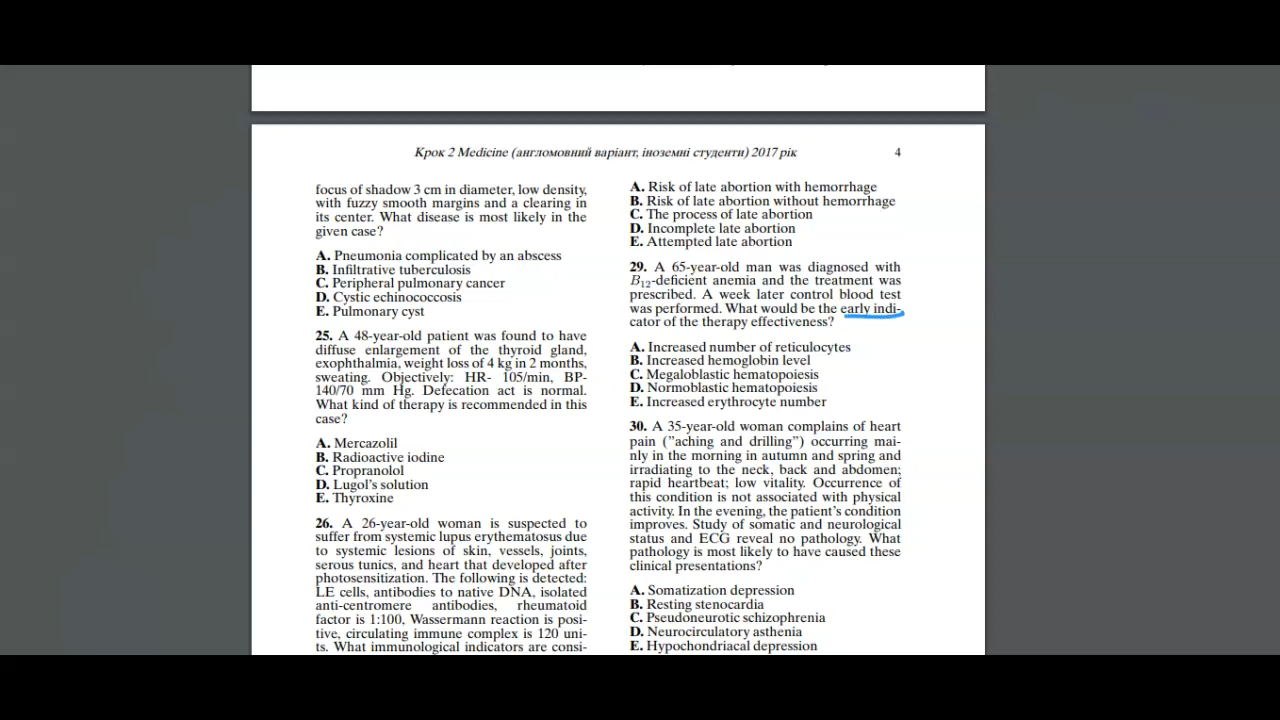 Крок 2 Medicine (англомовний варіант, іноземні студенти) 2017 рік 4
focus of shadow 3 cm in diameter, low density,
with fuzzy smooth margins and a clearing in
its center. What disease is most likely in the
given case?
A. Pneumonia complicated by an abscess
B. Infiltrative tuberculosis
C. Peripheral pulmonary cancer
D. Cystic echinococcosis
E. Pulmonary cyst
25. A 48-year-old patient was found to have
diffuse enlargement of the thyroid gland,
exophthalmia, weight loss of 4 kg in 2 months,
sweating. Objectively: HR- 105/min, BP-
140/70 mm Hg. Defecation act is normal.
What kind of therapy is recommended in this
case?
A. Mercazolil
B. Radioactive iodine
C. Propranolol
D. Lugol's solution
E. Thyroxine
26. A 26-year-old woman is suspected to
suffer from systemic lupus erythematosus due
to systemic lesions of skin, vessels, joints,
serous tunics, and heart that developed after
photosensitization. The following is detected:
LE cells, antibodies to native DNA, isolated
anti-centromere antibodies, rheumatoid
factor is 1:100, Wassermann reaction is posi-
tive, circulating immune complex is 120 uni-
ts. What immunological indicators are consi-
A. Risk of late abortion with hemorrhage
B. Risk of late abortion without hemorrhage
C. The process of late abortion
D. Incomplete late abortion
E. Attempted late abortion
29. A 65-year-old man was diagnosed with
B12-deficient anemia and the treatment was
prescribed. A week later control blood test
was performed. What would be the early indi-
cator of the therapy effectiveness?
A. Increased number of reticulocytes
B. Increased hemoglobin level
C. Megaloblastic hematopoiesis
D. Normoblastic hematopoiesis
E. Increased erythrocyte number
30. A 35-year-old woman complains of heart
pain ("aching and drilling") occurring mai-
nly in the morning in autumn and spring and
irradiating to the neck, back and abdomen;
rapid heartbeat; low vitality. Occurrence of
this condition is not associated with physical
activity. In the evening, the patient's condition
improves. Study of somatic and neurological
status and ECG reveal no pathology. What
pathology is most likely to have caused these
clinical presentations?
A. Somatization depression
B. Resting stenocardia
C. Pseudoneurotic schizophrenia
D. Neurocirculatory asthenia
E. Hypochondriacal depression